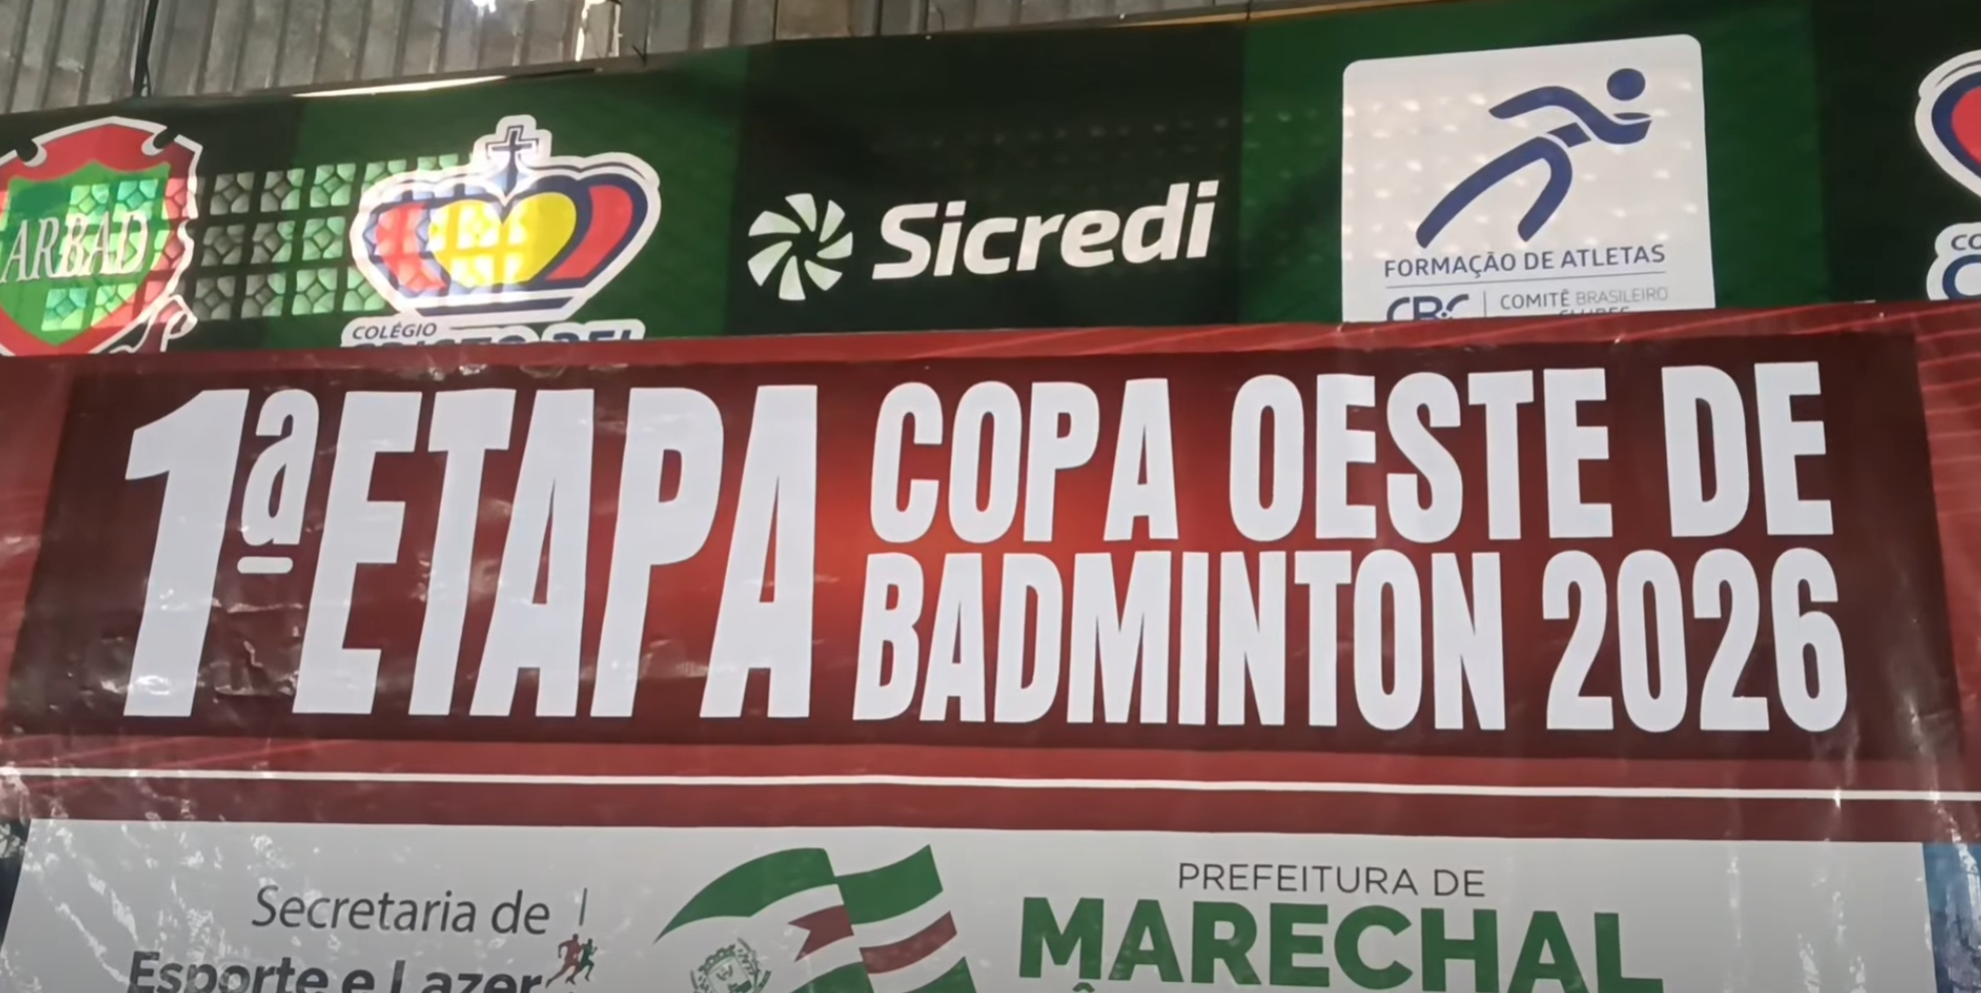 ARBAD
COLÉGIO
Sicredi
FORMAÇÃO DE ATLETAS
CBC
COMITÊ BRASILEIRO
1ª ETAPA
COPA OESTE DE
BADMINTON 2026
Secretaria de
Esporte e Lazer
PREFEITURA DE
MARECHAL